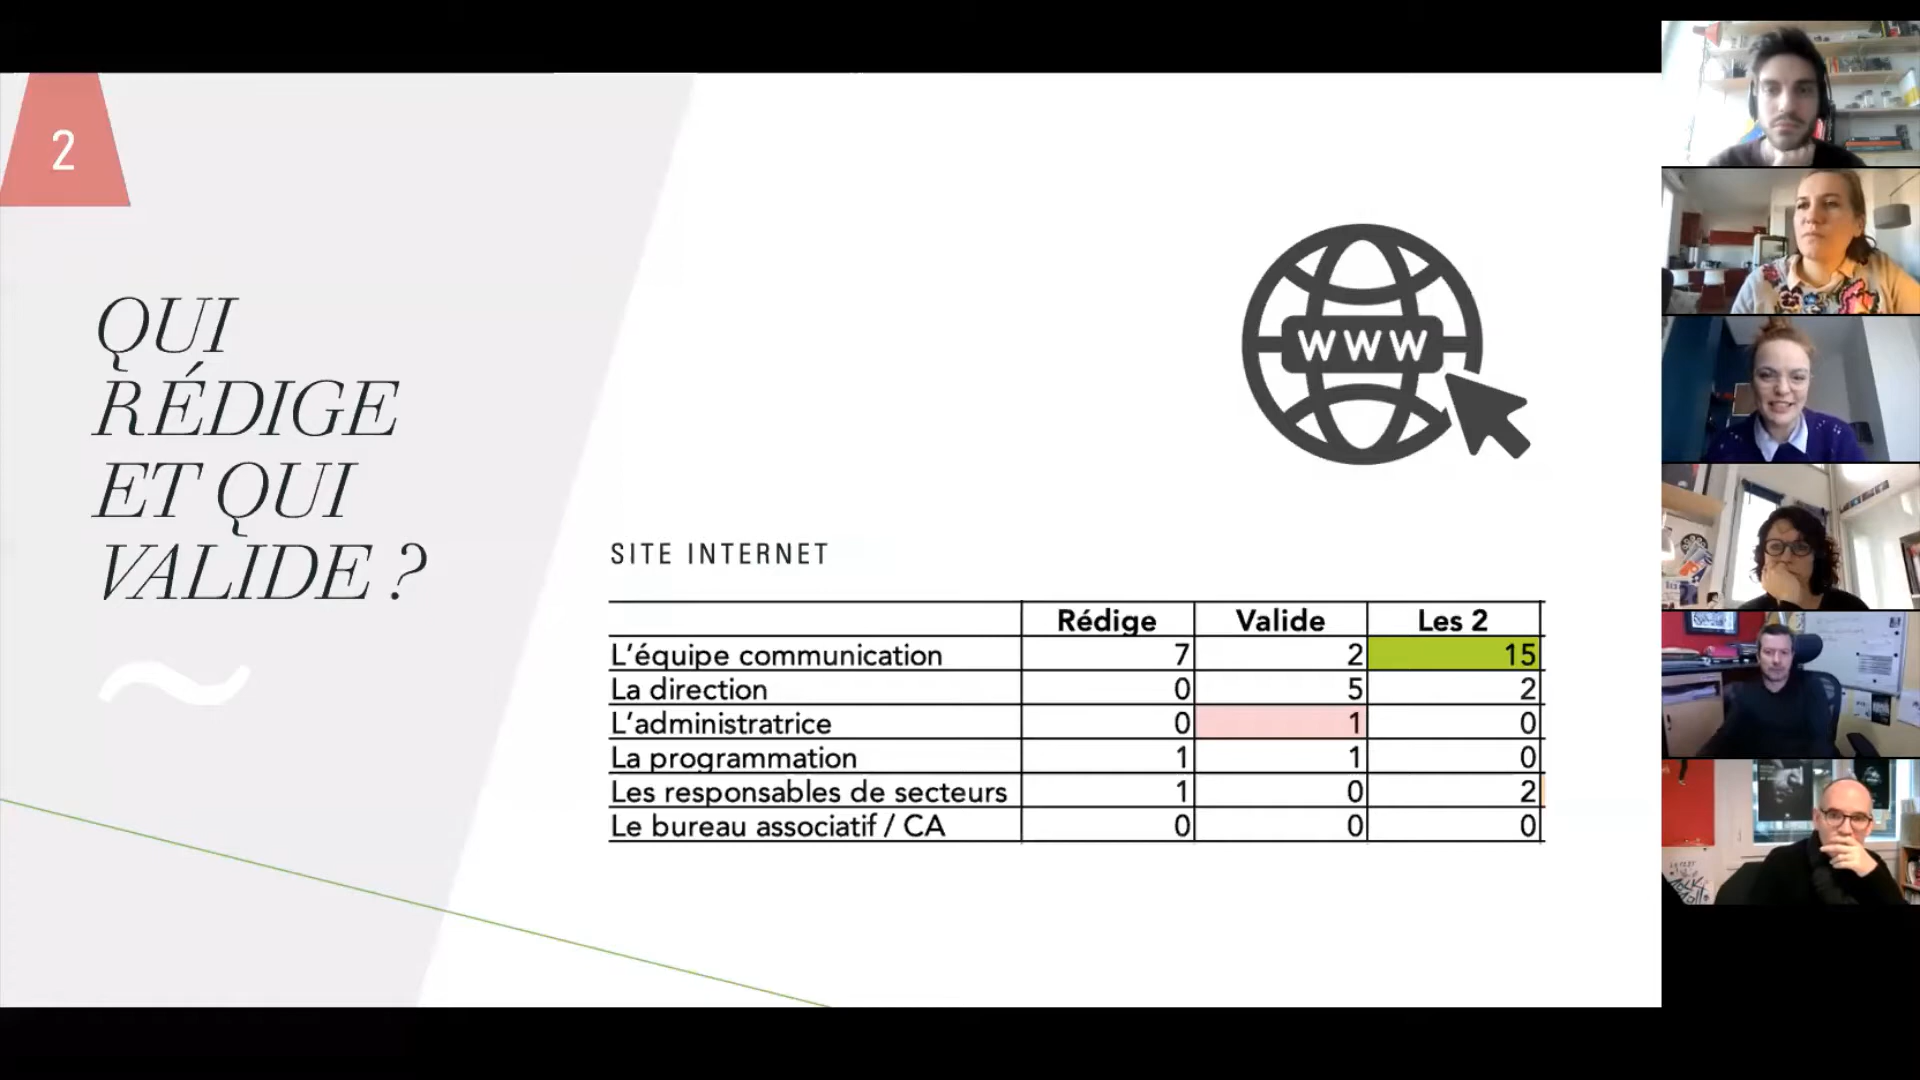 2
QUI
RÉDIGE
ET QUI
VALIDE ?
WWW
SITE INTERNET
Rédige Valide Les 2
L'équipe communication 7 2 15
La direction 0 5 2
L'administratrice 0 1 0
La programmation 1 1 0
Les responsables de secteurs 1 0 2
Le bureau associatif / CA 0 0 0